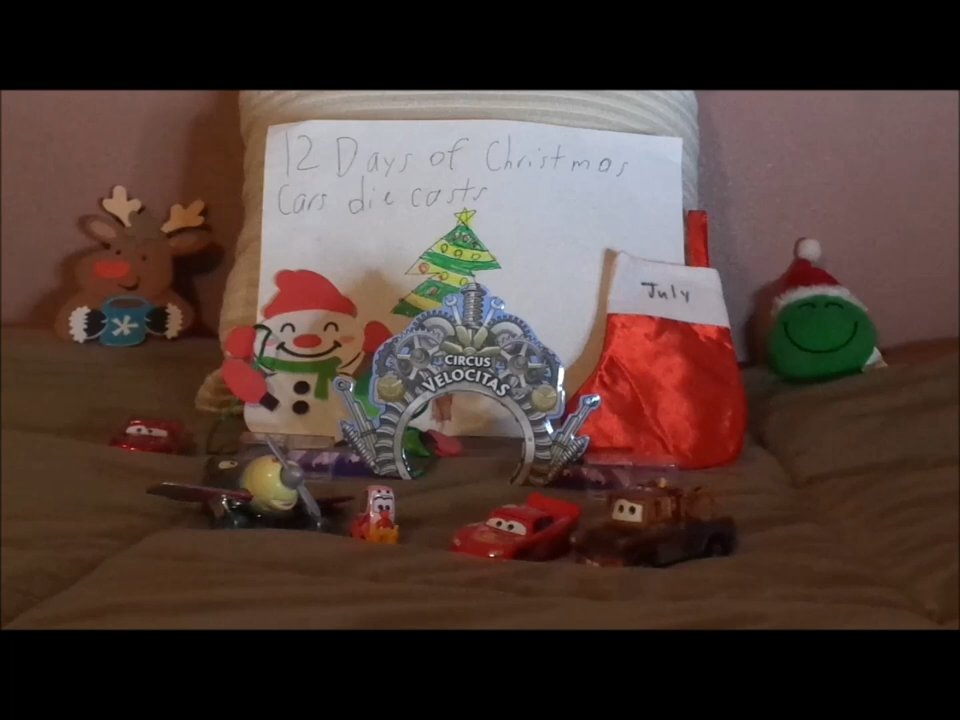 12 Days of Christmas
Cars die casts
July
CIRCUS
VELOCITAS